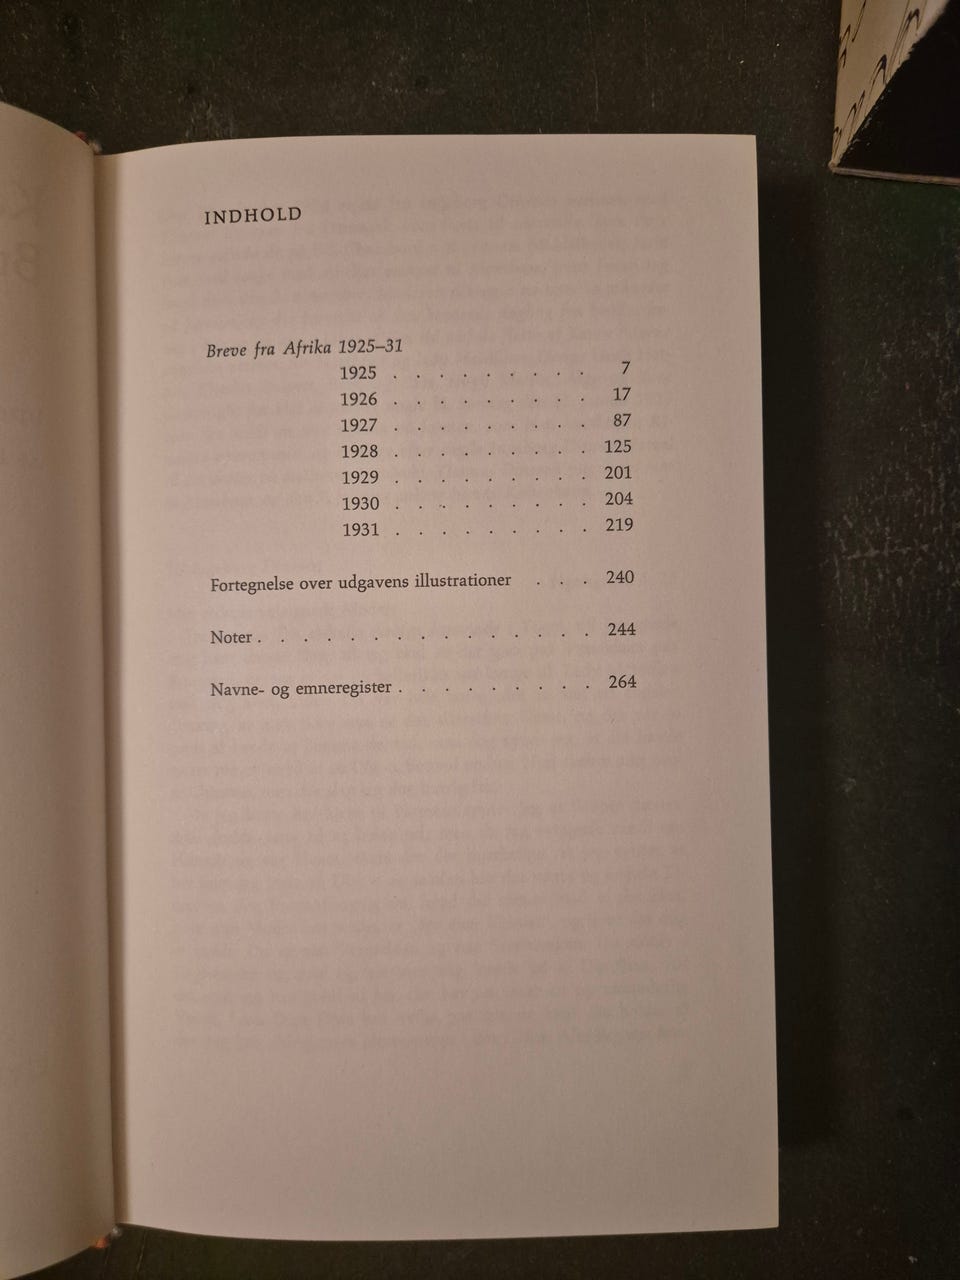 INDHOLD
Breve fra Afrika 1925–31
1925 . . . . . . . . . 7
1926 . . . . . . . . . 17
1927 . . . . . . . . . 87
1928 . . . . . . . . . 125
1929 . . . . . . . . . 201
1930 . . . . . . . . . 204
1931 . . . . . . . . . 219
Fortegnelse over udgavens illustrationer . . . 240
Noter . . . . . . . . . . . . . . . 244
Navne- og emneregister . . . . . . . . . 264